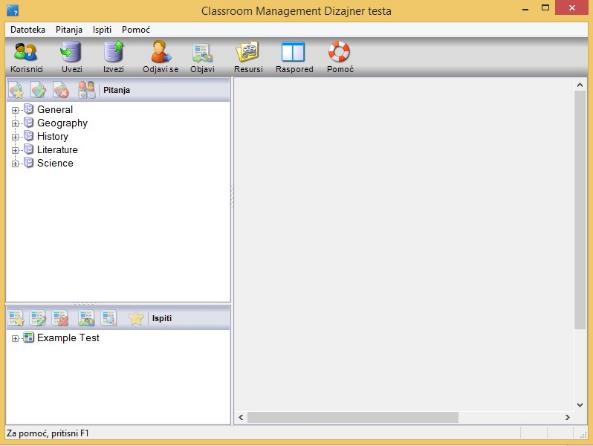 Classroom Management Dizajner testa
Datoteka Pitanja Ispiti Pomoć
Korisnici Uvezi Izvezi Odjavi se Objavi Resursi Raspored Pomoć
Pitanja
General
Geography
History
Literature
Science
Ispiti
Example Test
Za pomoć, pritisni F1